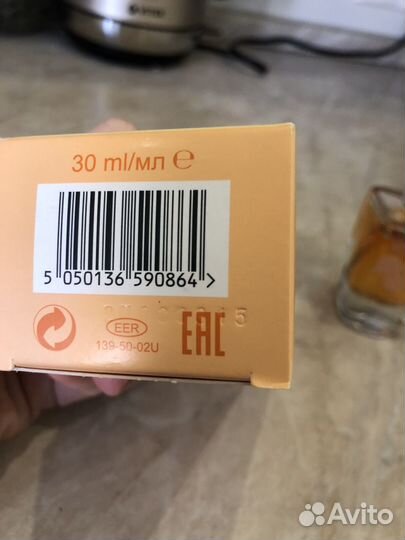 30 ml/мл ℮
5 050136 590864 >
EER
EAC
139-50-02U
Avito